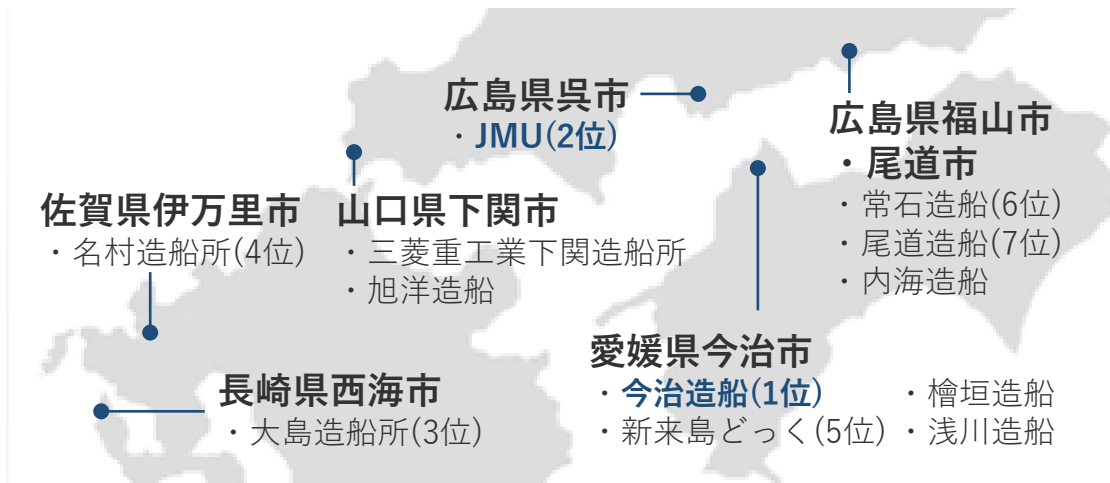 広島県呉市
・JMU(2位)
広島県福山市
・尾道市
・常石造船(6位)
・尾道造船(7位)
・内海造船
佐賀県伊万里市
・名村造船所(4位)
山口県下関市
・三菱重工業下関造船所
・旭洋造船
愛媛県今治市
・今治造船(1位)
・新来島どっく(5位)
・檜垣造船
・浅川造船
長崎県西海市
・大島造船所(3位)